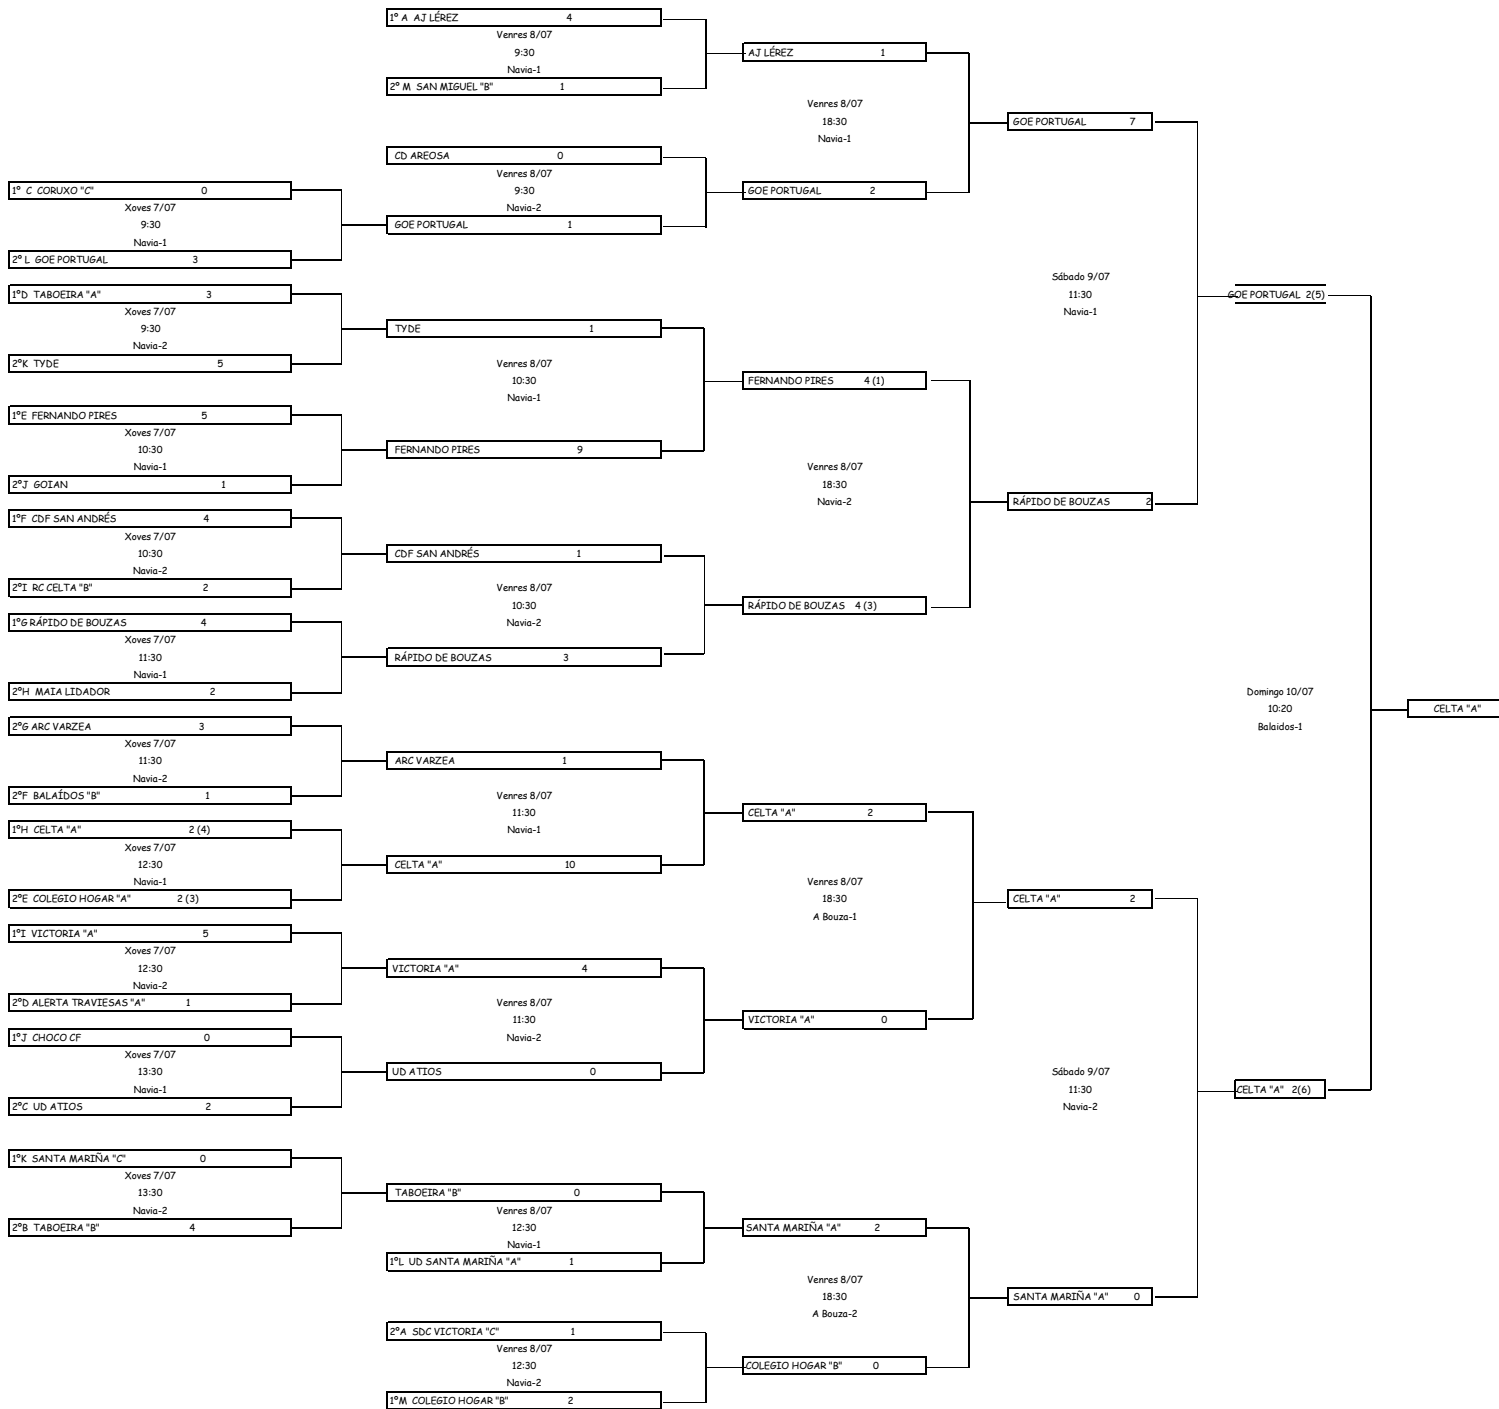 1º A AJ LÉREZ 4
Venres 8/07
9:30
Navia-1
2º M SAN MIGUEL "B" 1
CD AREOSA 0
Venres 8/07
9:30
Navia-2
GOE PORTUGAL 1
1º C CORUXO "C" 0
Xoves 7/07
9:30
Navia-1
2º L GOE PORTUGAL 3
1ºD TABOEIRA "A" 3
Xoves 7/07
9:30
Navia-2
2ºK TYDE 5
1ºE FERNANDO PIRES 5
Xoves 7/07
10:30
Navia-1
2ºJ GOIAN 1
1ºF CDF SAN ANDRÉS 4
Xoves 7/07
10:30
Navia-2
2ºI RC CELTA "B" 2
1ºG RÁPIDO DE BOUZAS 4
Xoves 7/07
11:30
Navia-1
2ºH MAIA LIDADOR 2
2ºG ARC VARZEA 3
Xoves 7/07
11:30
Navia-2
2ºF BALAÍDOS "B" 1
1ºH CELTA "A" 2 (4)
Xoves 7/07
12:30
Navia-1
2ºE COLEGIO HOGAR "A" 2 (3)
1ºI VICTORIA "A" 5
Xoves 7/07
12:30
Navia-2
2ºD ALERTA TRAVIESAS "A" 1
1ºJ CHOCO CF 0
Xoves 7/07
13:30
Navia-1
2ºC UD ATIOS 2
1ºK SANTA MARIÑA "C" 0
Xoves 7/07
13:30
Navia-2
2ºB TABOEIRA "B" 4
TYDE 1
Venres 8/07
10:30
Navia-1
FERNANDO PIRES 9
CDF SAN ANDRÉS 1
Venres 8/07
10:30
Navia-2
RÁPIDO DE BOUZAS 3
ARC VARZEA 1
Venres 8/07
11:30
Navia-1
CELTA "A" 10
VICTORIA "A" 4
Venres 8/07
11:30
Navia-2
UD ATIOS 0
TABOEIRA "B" 0
Venres 8/07
12:30
Navia-1
1ºL UD SANTA MARIÑA "A" 1
2ºA SDC VICTORIA "C" 1
Venres 8/07
12:30
Navia-2
1ºM COLEGIO HOGAR "B" 2
AJ LÉREZ 1
Venres 8/07
18:30
Navia-1
GOE PORTUGAL 2
FERNANDO PIRES 4 (1)
Venres 8/07
18:30
Navia-2
RÁPIDO DE BOUZAS 4 (3)
CELTA "A" 2
Venres 8/07
18:30
A Bouza-1
VICTORIA "A" 0
SANTA MARIÑA "A" 2
Venres 8/07
18:30
A Bouza-2
COLEGIO HOGAR "B" 0
GOE PORTUGAL 7
Sábado 9/07
11:30
Navia-1
RÁPIDO DE BOUZAS 2
CELTA "A" 2
Sábado 9/07
11:30
Navia-2
SANTA MARIÑA "A" 0
GOE PORTUGAL 2(5)
Domingo 10/07
10:20
Balaidos-1
CELTA "A" 2(6)
CELTA "A"